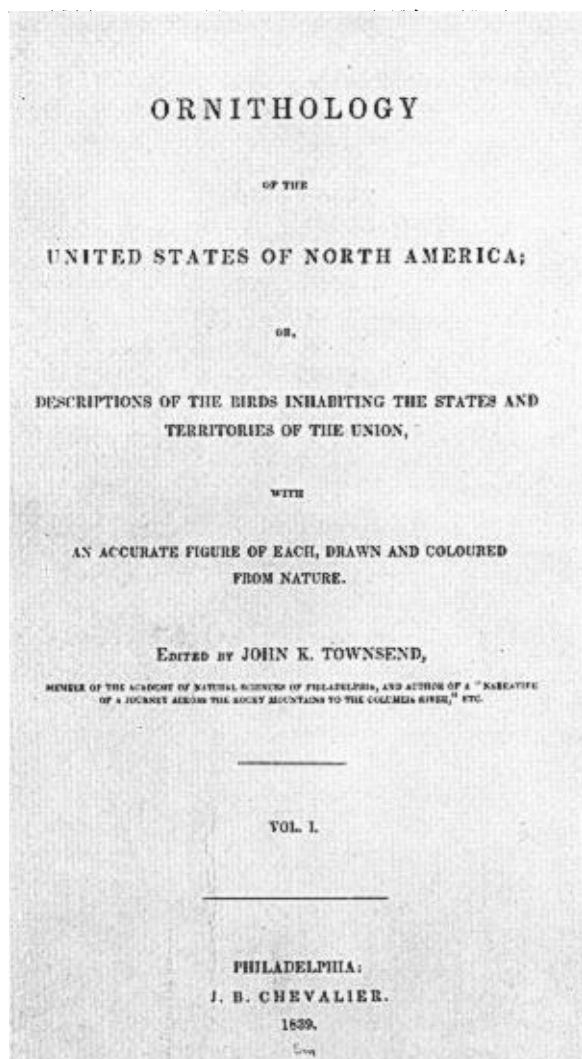 ORNITHOLOGY
OF THE
UNITED STATES OF NORTH AMERICA;
OR,
DESCRIPTIONS OF THE BIRDS INHABITING THE STATES AND
TERRITORIES OF THE UNION,
WITH
AN ACCURATE FIGURE OF EACH, DRAWN AND COLOURED
FROM NATURE.
EDITED BY JOHN K. TOWNSEND,
MEMBER OF THE ACADEMY OF NATURAL SCIENCES OF PHILADELPHIA, AND AUTHOR OF A "NARRATIVE
OF A JOURNEY ACROSS THE ROCKY MOUNTAINS TO THE COLUMBIA RIVER," ETC.
VOL. I.
PHILADELPHIA:
J. B. CHEVALIER.
1839.